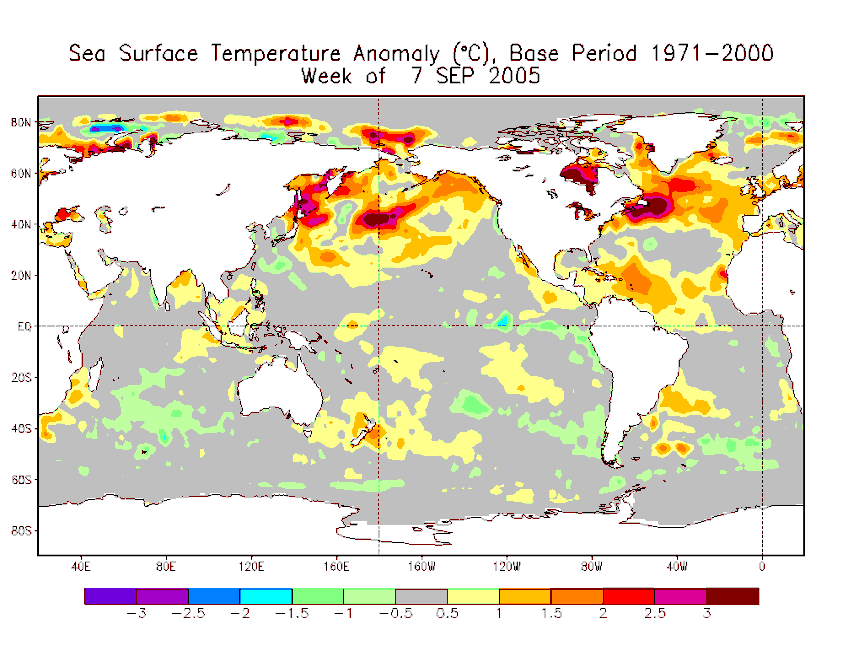 Sea Surface Temperature Anomaly (°C), Base Period 1971−2000
Week of 7 SEP 2005
80N
60N
40N
20N
EQ
20S
40S
60S
80S
40E 80E 120E 160E 160W 120W 80W 40W 0
−3 −2.5 −2 −1.5 −1 −0.5 0.5 1 1.5 2 2.5 3